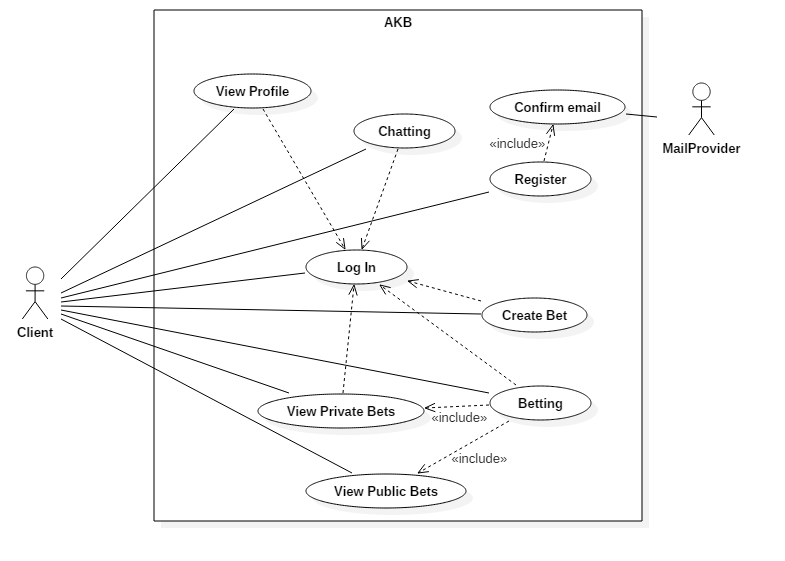 AKB
View Profile
Confirm email
Chatting
«include»
MailProvider
Register
Log In
Create Bet
Client
Betting
View Private Bets
«include»
«include»
View Public Bets